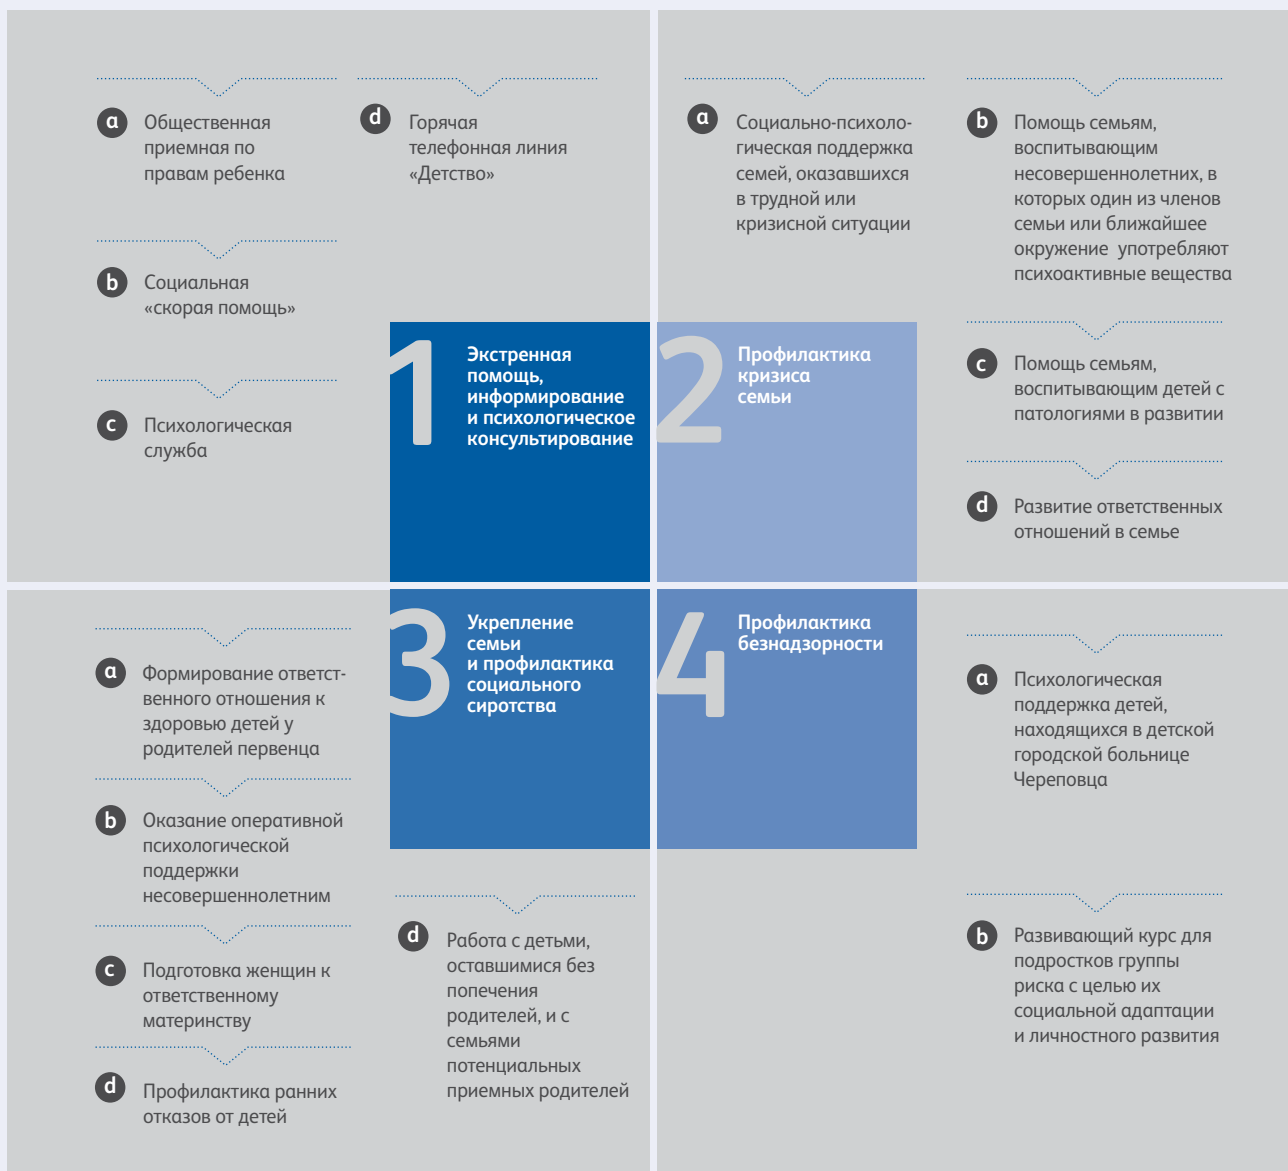 a
Общественная
приемная по
правам ребенка
b
Социальная
«скорая помощь»
c
Психологическая
служба
d
Горячая
телефонная линия
«Детство»
1
Экстренная
помощь,
информирование
и психологическое
консультирование
2
Профилактика
кризиса
семьи
a
Социально-психоло-
гическая поддержка
семей, оказавшихся
в трудной или
кризисной ситуации
b
Помощь семьям,
воспитывающим
несовершеннолетних, в
которых один из членов
семьи или ближайшее
окружение употребляют
психоактивные вещества
c
Помощь семьям,
воспитывающим детей с
патологиями в развитии
d
Развитие ответственных
отношений в семье
3
Укрепление
семьи
и профилактика
социального
сиротства
a
Формирование ответст-
венного отношения к
здоровью детей у
родителей первенца
b
Оказание оперативной
психологической
поддержки
несовершеннолетним
c
Подготовка женщин к
ответственному
материнству
d
Профилактика ранних
отказов от детей
d
Работа с детьми,
оставшимися без
попечения
родителей, и с
семьями
потенциальных
приемных родителей
4
Профилактика
безнадзорности
a
Психологическая
поддержка детей,
находящихся в детской
городской больнице
Череповца
b
Развивающий курс для
подростков группы
риска с целью их
социальной адаптации
и личностного развития